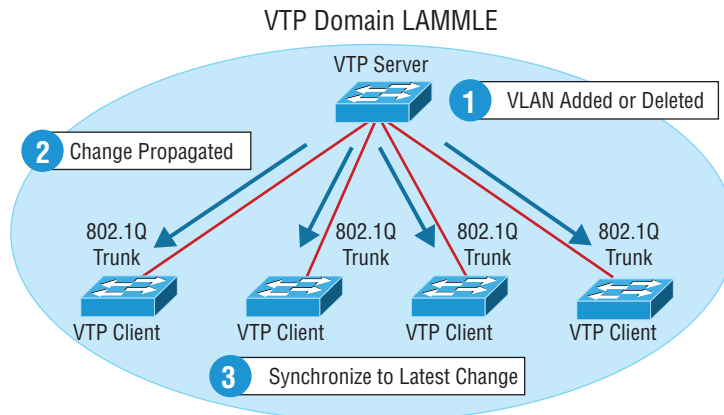 VTP Domain LAMMLE
VTP Server
1 VLAN Added or Deleted
2 Change Propagated
802.1Q
Trunk
802.1Q
Trunk
802.1Q
Trunk
802.1Q
Trunk
VTP Client
VTP Client
VTP Client
VTP Client
3 Synchronize to Latest Change